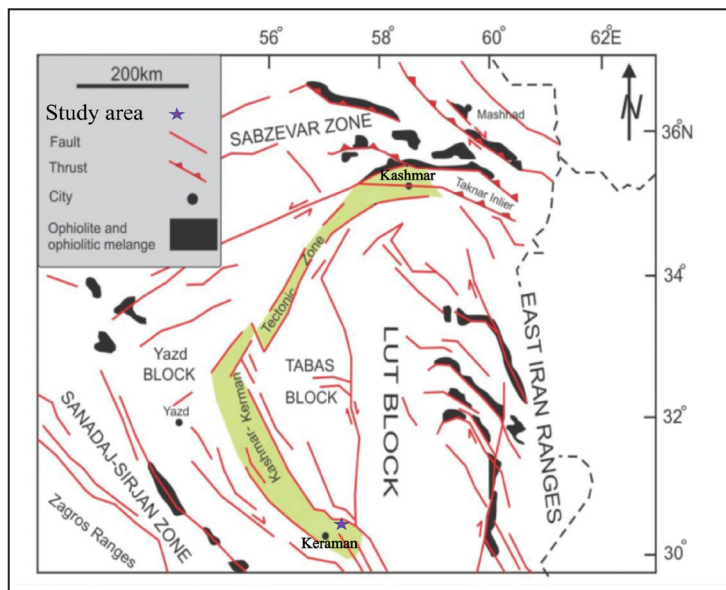 56°
58°
60°
62°E
200km
Study area
Fault
Thrust
City
Ophiolite and
ophiolitic melange
N
36°N
34°
32°
30°
SABZEVAR ZONE
Mashhad
Kashmar
Taknar Inlier
Zone
Tectonic
Kashmar-Kerman
Yazd
BLOCK
Yazd
TABAS
BLOCK
LUT BLOCK
EAST IRAN RANGES
SANADAJ-SIRJAN ZONE
Zagros Ranges
Keraman